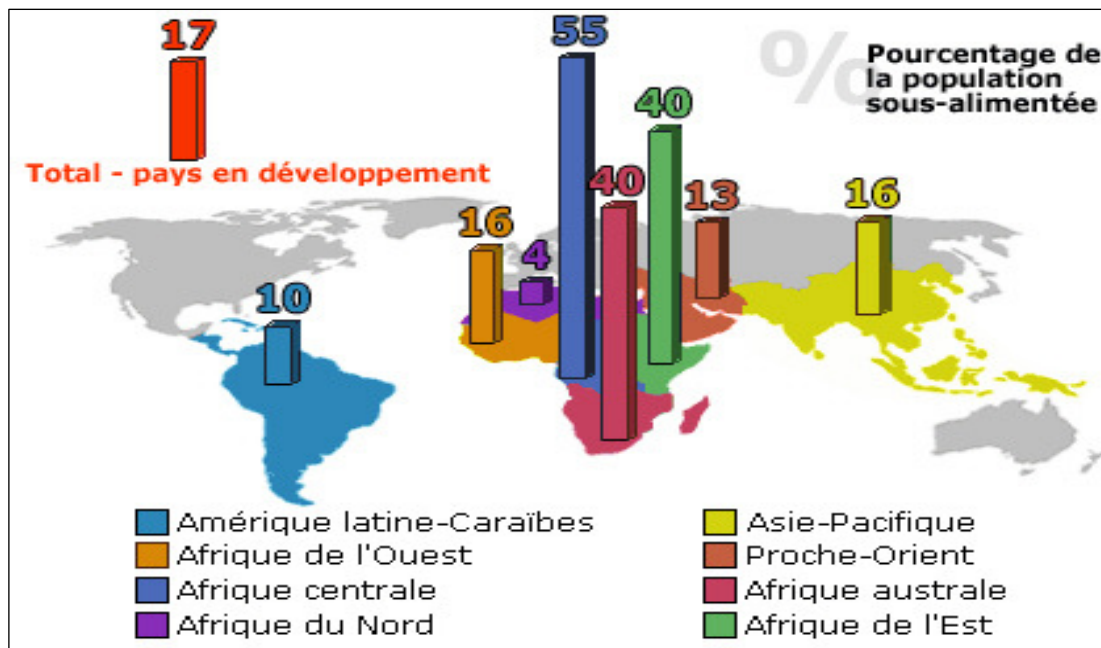 17
Total - pays en développement
55
%
Pourcentage de
la population
sous-alimentée
40
40
13
16
16
4
10
Amérique latine-Caraïbes
Afrique de l'Ouest
Afrique centrale
Afrique du Nord
Asie-Pacifique
Proche-Orient
Afrique australe
Afrique de l'Est